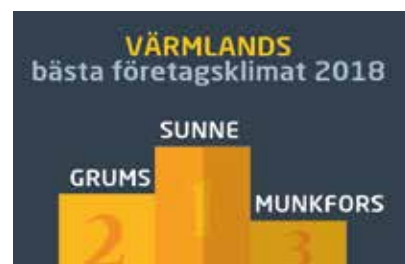 VÄRMLANDS
bästa företagsklimat 2018
SUNNE
GRUMS
MUNKFORS
1
2
3